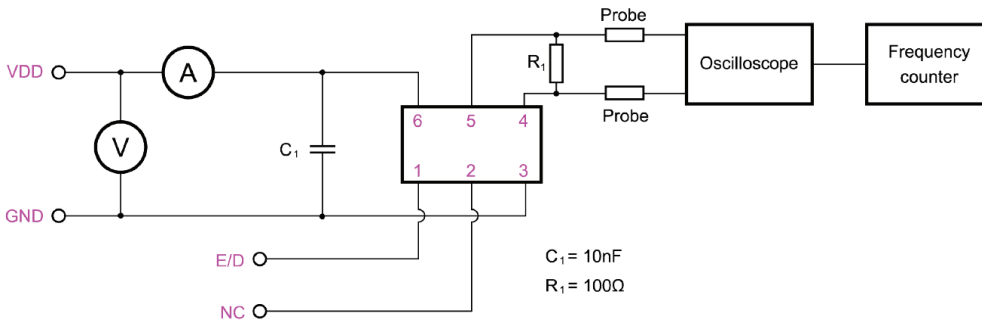 Probe
VDD
A
R₁
Oscilloscope
Frequency
counter
Probe
6 5 4
V
C₁
1 2 3
GND
E/D
C₁ = 10nF
R₁ = 100Ω
NC